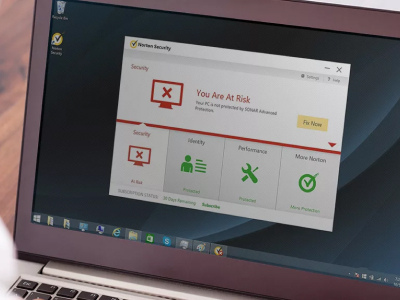 Recycle Bin
Norton
Security
Norton Security
Settings
Help
Security
You Are At Risk
Your PC is not protected by SONAR Advanced
Protection.
Fix Now
Security
At Risk
Identity
Protected
Performance
Protected
More Norton
More Protection
SUBSCRIPTION STATUS
30 Days Remaining
Subscribe